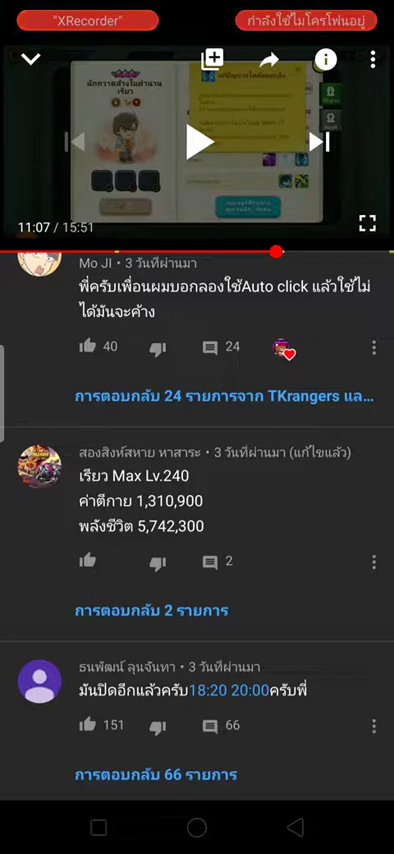 "XRecorder"
กำลังใช้ไมโครโฟนอยู่
นักกวาดล้างในตำนาน
เรียว
11:07 / 15:51
Mo JI • 3 วันที่ผ่านมา
พี่ครับเพื่อนผมบอกลองใช้Auto click แล้วใช้ไม่
ได้มันจะค้าง
40
24
การตอบกลับ 24 รายการจาก TKrangers แล...
สองสิงห์สหาย หาสาระ • 3 วันที่ผ่านมา (แก้ไขแล้ว)
เรียว Max Lv.240
ค่าตีกาย 1,310,900
พลังชีวิต 5,742,300
2
การตอบกลับ 2 รายการ
ธนพัฒน์ ลุนจันทา • 3 วันที่ผ่านมา
มันปิดอีกแล้วครับ18:20 20:00ครับพี่
151
66
การตอบกลับ 66 รายการ